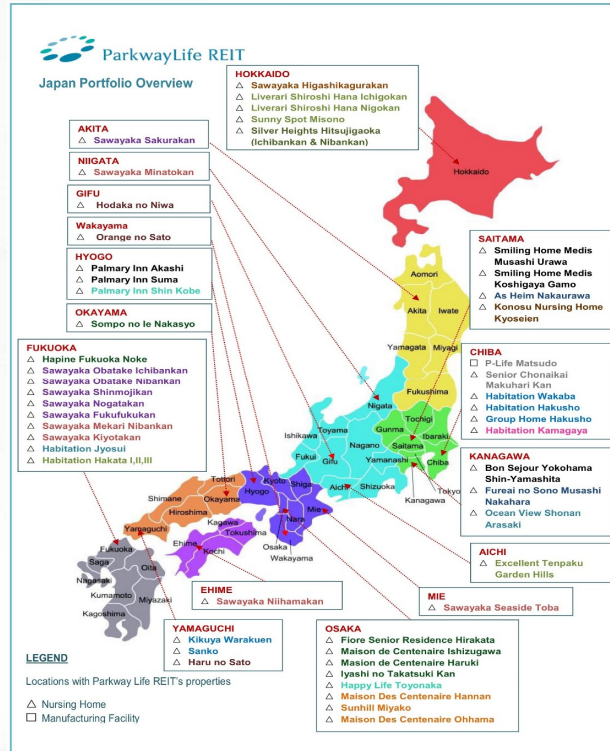 ParkwayLife REIT
Japan Portfolio Overview
HOKKAIDO
△ Sawayaka Higashikagurakan
△ Liverari Shiroshi Hana Ichigokan
△ Liverari Shiroshi Hana Nigokan
△ Sunny Spot Misono
△ Silver Heights Hitsujigaoka
(Ichibankan & Nibankan)
AKITA
△ Sawayaka Sakurakan
NIIGATA
△ Sawayaka Minatokan
GIFU
△ Hodaka no Niwa
Wakayama
△ Orange no Sato
HYOGO
△ Palmary Inn Akashi
△ Palmary Inn Suma
△ Palmary Inn Shin Kobe
OKAYAMA
△ Sompo no Ie Nakasyo
FUKUOKA
△ Hapine Fukuoka Noke
△ Sawayaka Obatake Ichibankan
△ Sawayaka Obatake Nibankan
△ Sawayaka Shinmojikan
△ Sawayaka Nogatakan
△ Sawayaka Fukufukukan
△ Sawayaka Mekari Nibankan
△ Sawayaka Kiyotakan
△ Habitation Jyosui
△ Habitation Hakata I,II,III
SAITAMA
△ Smiling Home Medis
Musashi Urawa
△ Smiling Home Medis
Koshigaya Gamo
△ As Heim Nakaurawa
△ Konosu Nursing Home
Kyoseien
CHIBA
□ P-Life Matsudo
△ Senior Chonaikai
Makuhari Kan
△ Habitation Wakaba
△ Habitation Hakusho
△ Group Home Hakusho
△ Habitation Kamagaya
KANAGAWA
△ Bon Sejour Yokohama
Shin-Yamashita
△ Fureai no Sono Musashi
Nakahara
△ Ocean View Shonan
Arasaki
AICHI
△ Excellent Tenpaku
Garden Hills
MIE
△ Sawayaka Seaside Toba
EHIME
△ Sawayaka Niihamakan
YAMAGUCHI
△ Kikuya Warakuen
△ Sanko
△ Haru no Sato
OSAKA
△ Fiore Senior Residence Hirakata
△ Maison de Centenaire Ishizugawa
△ Masion de Centenaire Haruki
△ Iyashi no Takatsuki Kan
△ Happy Life Toyonaka
△ Maison Des Centenaire Hannan
△ Sunhill Miyako
△ Maison Des Centenaire Ohhama
Hokkaido
Aomori
Akita
Iwate
Yamagata
Miyagi
Fukushima
Nigata
Tochigi
Gunma
Ibaraki
Saitama
Toyama
Ishikawa
Nagano
Fukui
Gifu
Yamanashi
Chiba
Tokyo
Kanagawa
Aichi
Shizuoka
Tottori
Kyoto
Shiga
Hyogo
Okayama
Shimane
Hiroshima
Mie
Nara
Kagawa
Tokushima
Yamaguchi
Ehime
Kochi
Osaka
Wakayama
Fukuoka
Saga
Oita
Nagasaki
Kumamoto
Miyazaki
Kagoshima
LEGEND
Locations with Parkway Life REIT's properties
△ Nursing Home
□ Manufacturing Facility